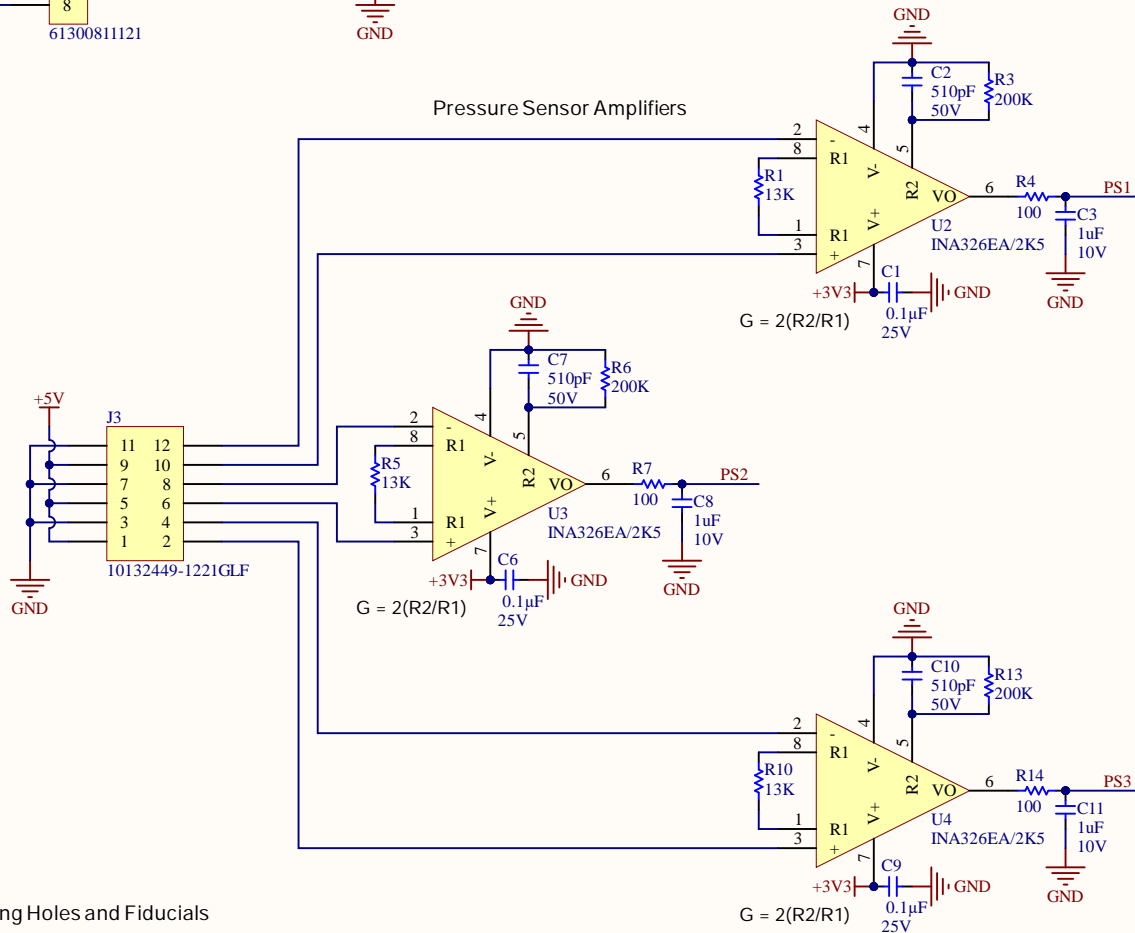 8
61300811121
GND
Pressure Sensor Amplifiers
GND
C2
510pF
50V
R3
200K
4
5
2
-
8
R1
R1
13K
V-
R2
VO
6
R4
100
PS1
C3
1uF
10V
GND
1
R1
3
+
V+
7
U2
INA326EA/2K5
+3V3
C1
0.1µF
25V
GND
G = 2(R2/R1)
GND
C7
510pF
50V
R6
200K
4
5
2
-
8
R1
R5
13K
V-
R2
VO
6
R7
100
PS2
C8
1uF
10V
GND
1
R1
3
+
V+
7
U3
INA326EA/2K5
+3V3
C6
0.1µF
25V
GND
G = 2(R2/R1)
+5V
J3
11 12
9 10
7 8
5 6
3 4
1 2
10132449-1221GLF
GND
GND
C10
510pF
50V
R13
200K
4
5
2
-
8
R1
R10
13K
V-
R2
VO
6
R14
100
PS3
C11
1uF
10V
GND
1
R1
3
+
V+
7
U4
INA326EA/2K5
+3V3
C9
0.1µF
25V
GND
G = 2(R2/R1)
ng Holes and Fiducials